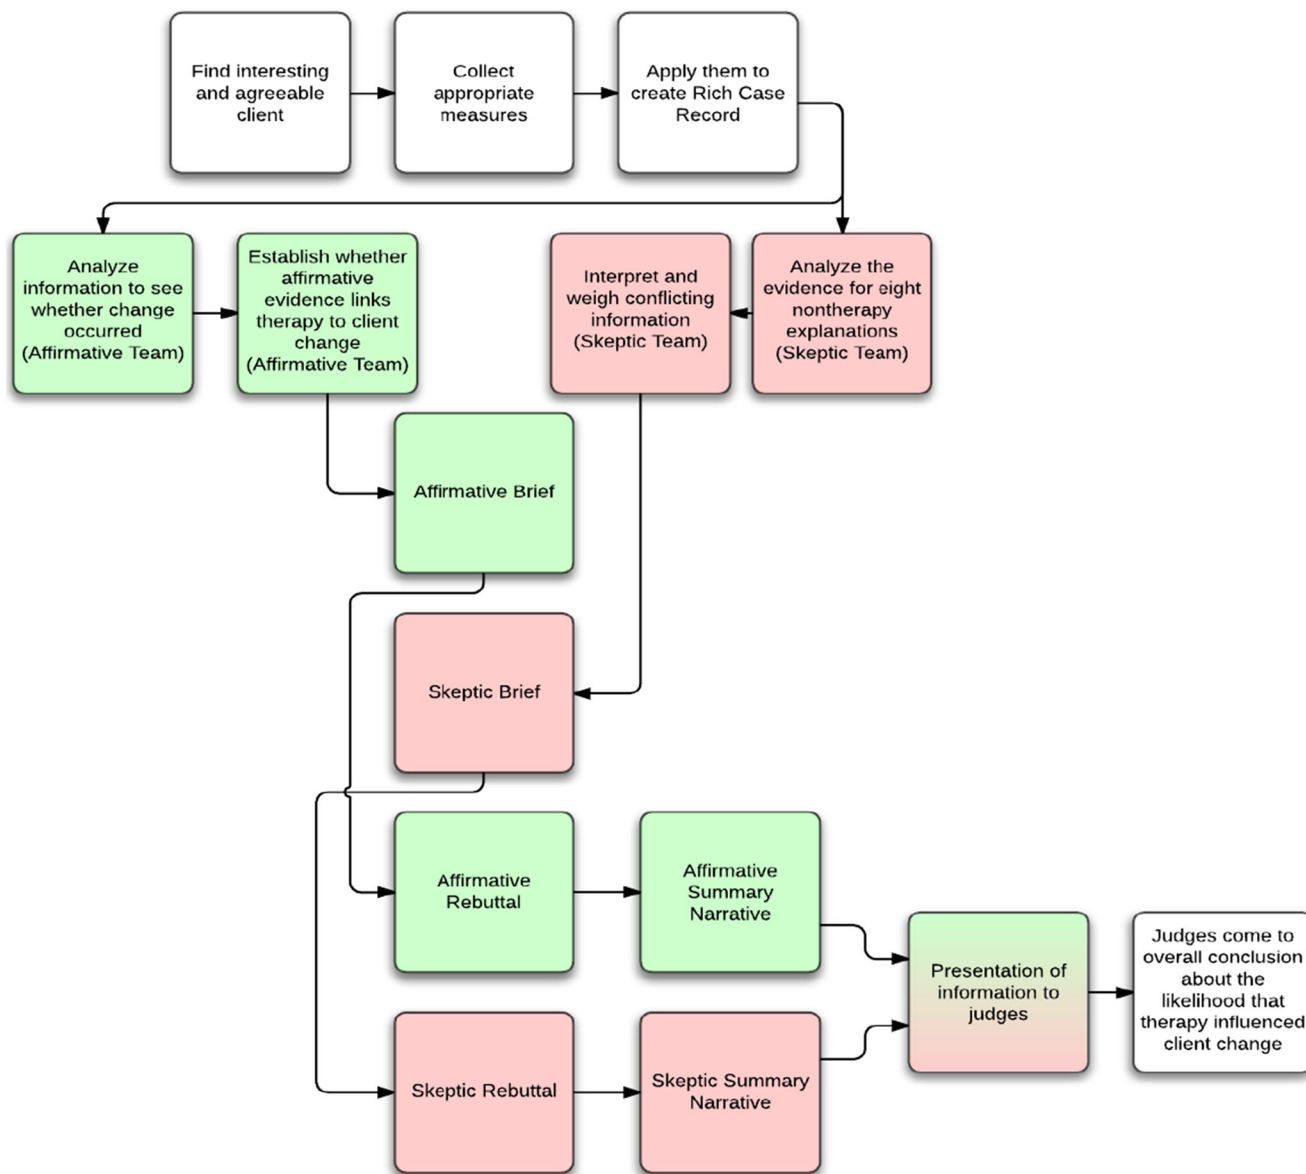 Find interesting
and agreeable
client
Collect
appropriate
measures
Apply them to
create Rich Case
Record
Analyze
information to see
whether change
occurred
(Affirmative Team)
Establish whether
affirmative
evidence links
therapy to client
change
(Affirmative Team)
Interpret and
weigh conflicting
information
(Skeptic Team)
Analyze the
evidence for eight
nontherapy
explanations
(Skeptic Team)
Affirmative Brief
Skeptic Brief
Affirmative
Rebuttal
Affirmative
Summary
Narrative
Skeptic Rebuttal
Skeptic Summary
Narrative
Presentation of
information to
judges
Judges come to
overall conclusion
about the
likelihood that
therapy influenced
client change